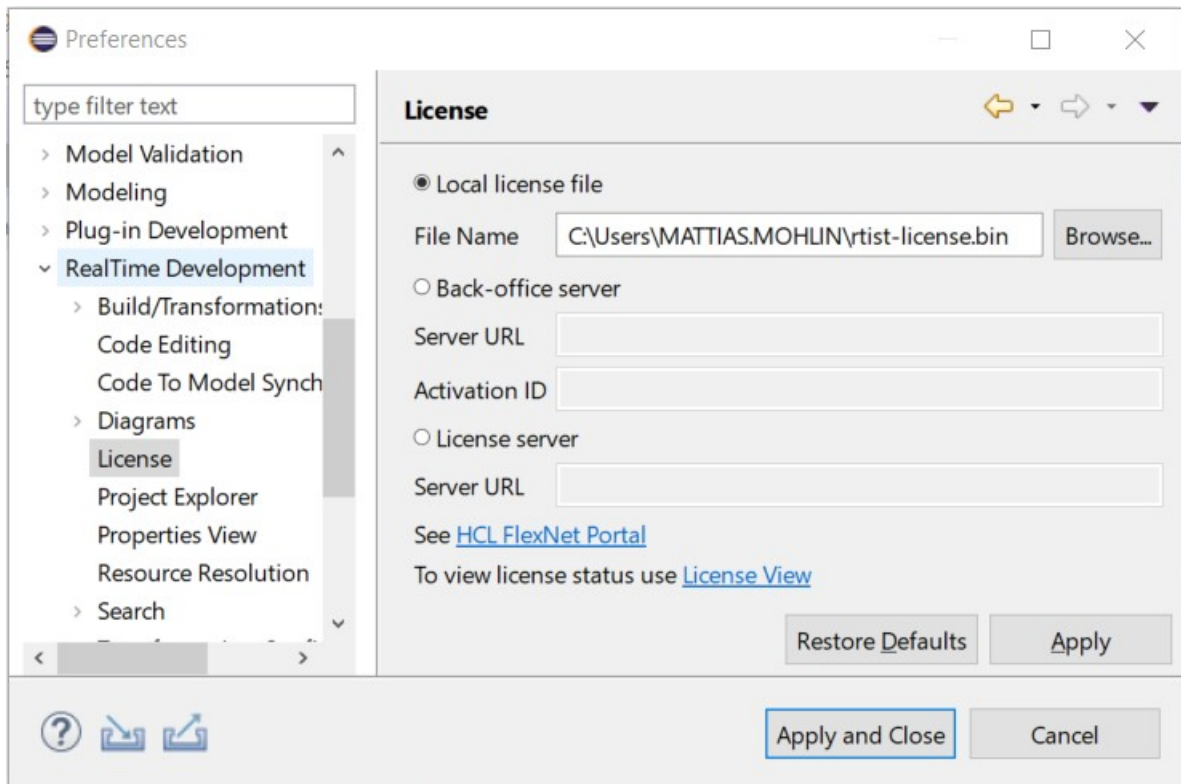 Preferences
type filter text
Model Validation
Modeling
Plug-in Development
RealTime Development
Build/Transformations
Code Editing
Code To Model Synch
Diagrams
License
Project Explorer
Properties View
Resource Resolution
Search
License
Local license file
File Name C:\Users\MATTIAS.MOHLIN\rtist-license.bin Browse...
Back-office server
Server URL
Activation ID
License server
Server URL
See HCL FlexNet Portal
To view license status use License View
Restore Defaults Apply
Apply and Close Cancel